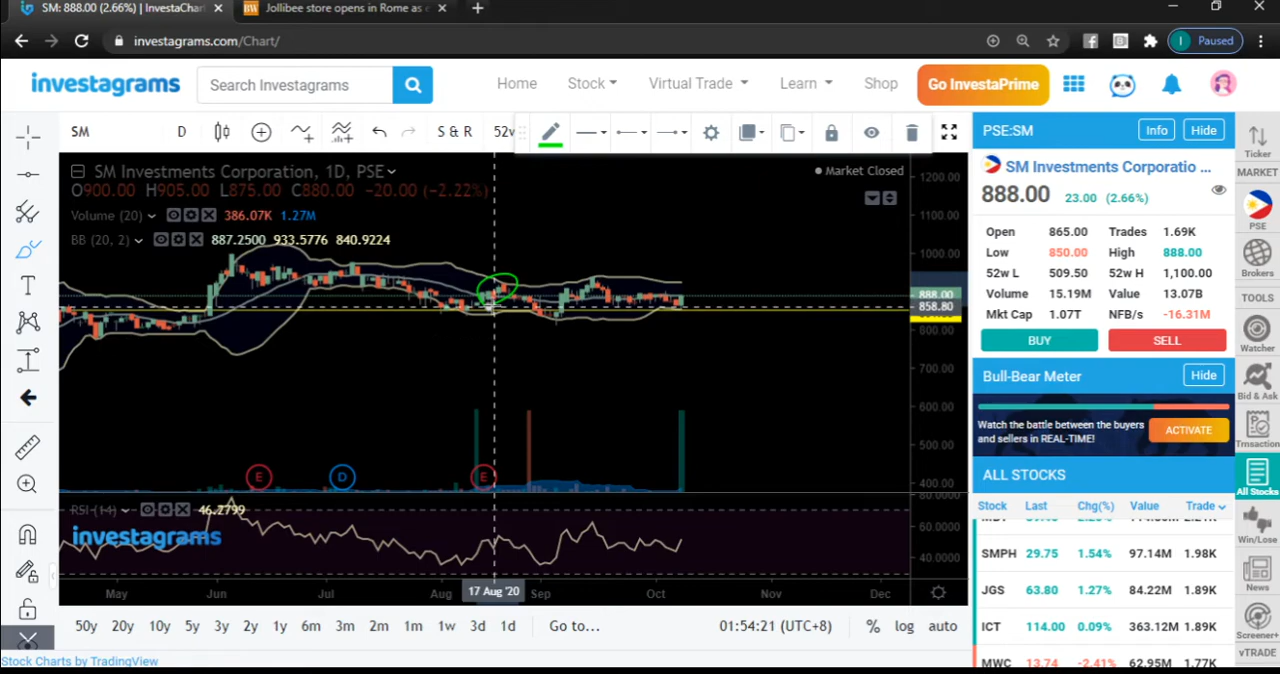 SM: 888.00 (2.66%) | InvestaChar
Jollibee store opens in Rome as
investagrams.com/Chart/
I Paused
investagrams
Search Investagrams
Home Stock Virtual Trade Learn Shop
Go InvestaPrime
SM D S & R 52v
SM Investments Corporation, 1D, PSE
Market Closed
O900.00 H905.00 L875.00 C880.00 -20.00 (-2.22%)
Volume (20) 386.07K 1.27M
BB (20, 2) 887.2500 933.5776 840.9224
1200.00
1100.00
1000.00
888.00
858.80
800.00
700.00
600.00
500.00
400.00
E D E
RSI (14) 46.2799
80.0000
60.0000
40.0000
investagrams
May Jun Jul Aug 17 Aug '20 Sep Oct Nov Dec
50y 20y 10y 5y 3y 2y 1y 6m 3m 2m 1m 1w 3d 1d Go to... 01:54:21 (UTC+8) % log auto
Stock Charts by TradingView
PSE:SM Info Hide
SM Investments Corporatio ...
888.00 23.00 (2.66%)
Open 865.00 Trades 1.69K
Low 850.00 High 888.00
52w L 509.50 52w H 1,100.00
Volume 15.19M Value 13.07B
Mkt Cap 1.07T NFB/s -16.31M
BUY SELL
Bull-Bear Meter Hide
Watch the battle between the buyers
and sellers in REAL-TIME!
ACTIVATE
ALL STOCKS
Stock Last Chg(%) Value Trade
SMPH 29.75 1.54% 97.14M 1.98K
JGS 63.80 1.27% 84.22M 1.89K
ICT 114.00 0.09% 363.12M 1.89K
MWC 13.74 -2.41% 62.95M 1.77K
Ticker
MARKET
PSE
Brokers
TOOLS
Watcher
Bid & Ask
Trnsaction
All Stocks
Win/Lose
News
Screener+
vTRADE